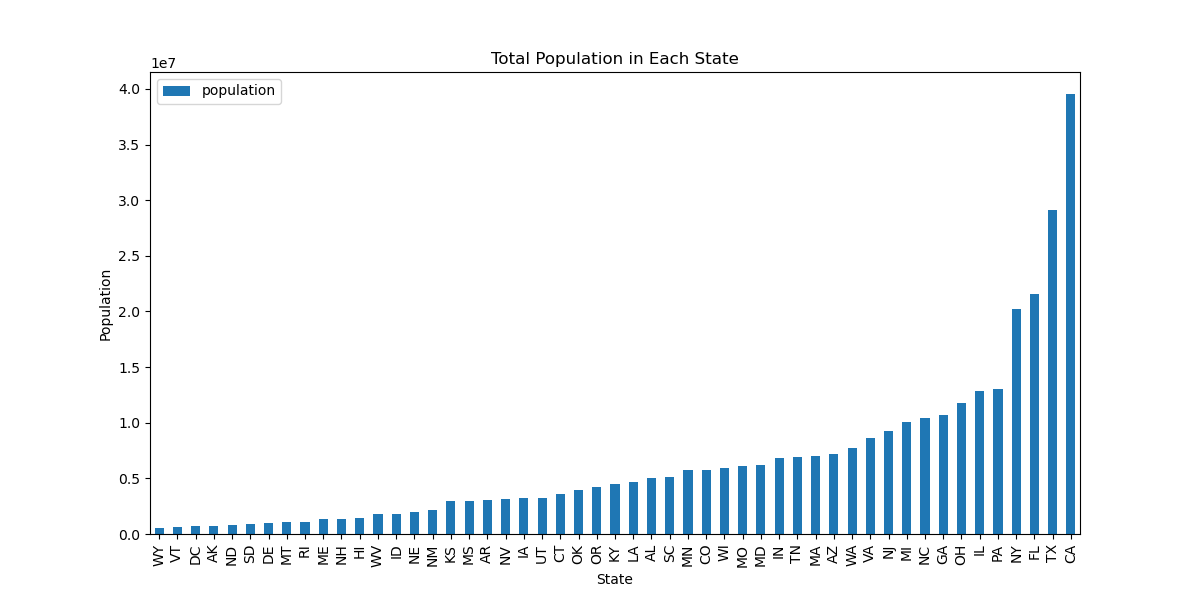 Total Population in Each State
1e7
population
4.0
3.5
3.0
2.5
2.0
1.5
1.0
0.5
0.0
Population
WY VT DC AK ND SD DE MT RI ME NH HI WV ID NE NM KS MS AR NV IA UT CT OK OR KY LA AL SC MN CO WI MO MD IN TN MA AZ WA VA NJ MI NC GA OH IL PA NY FL TX CA
State